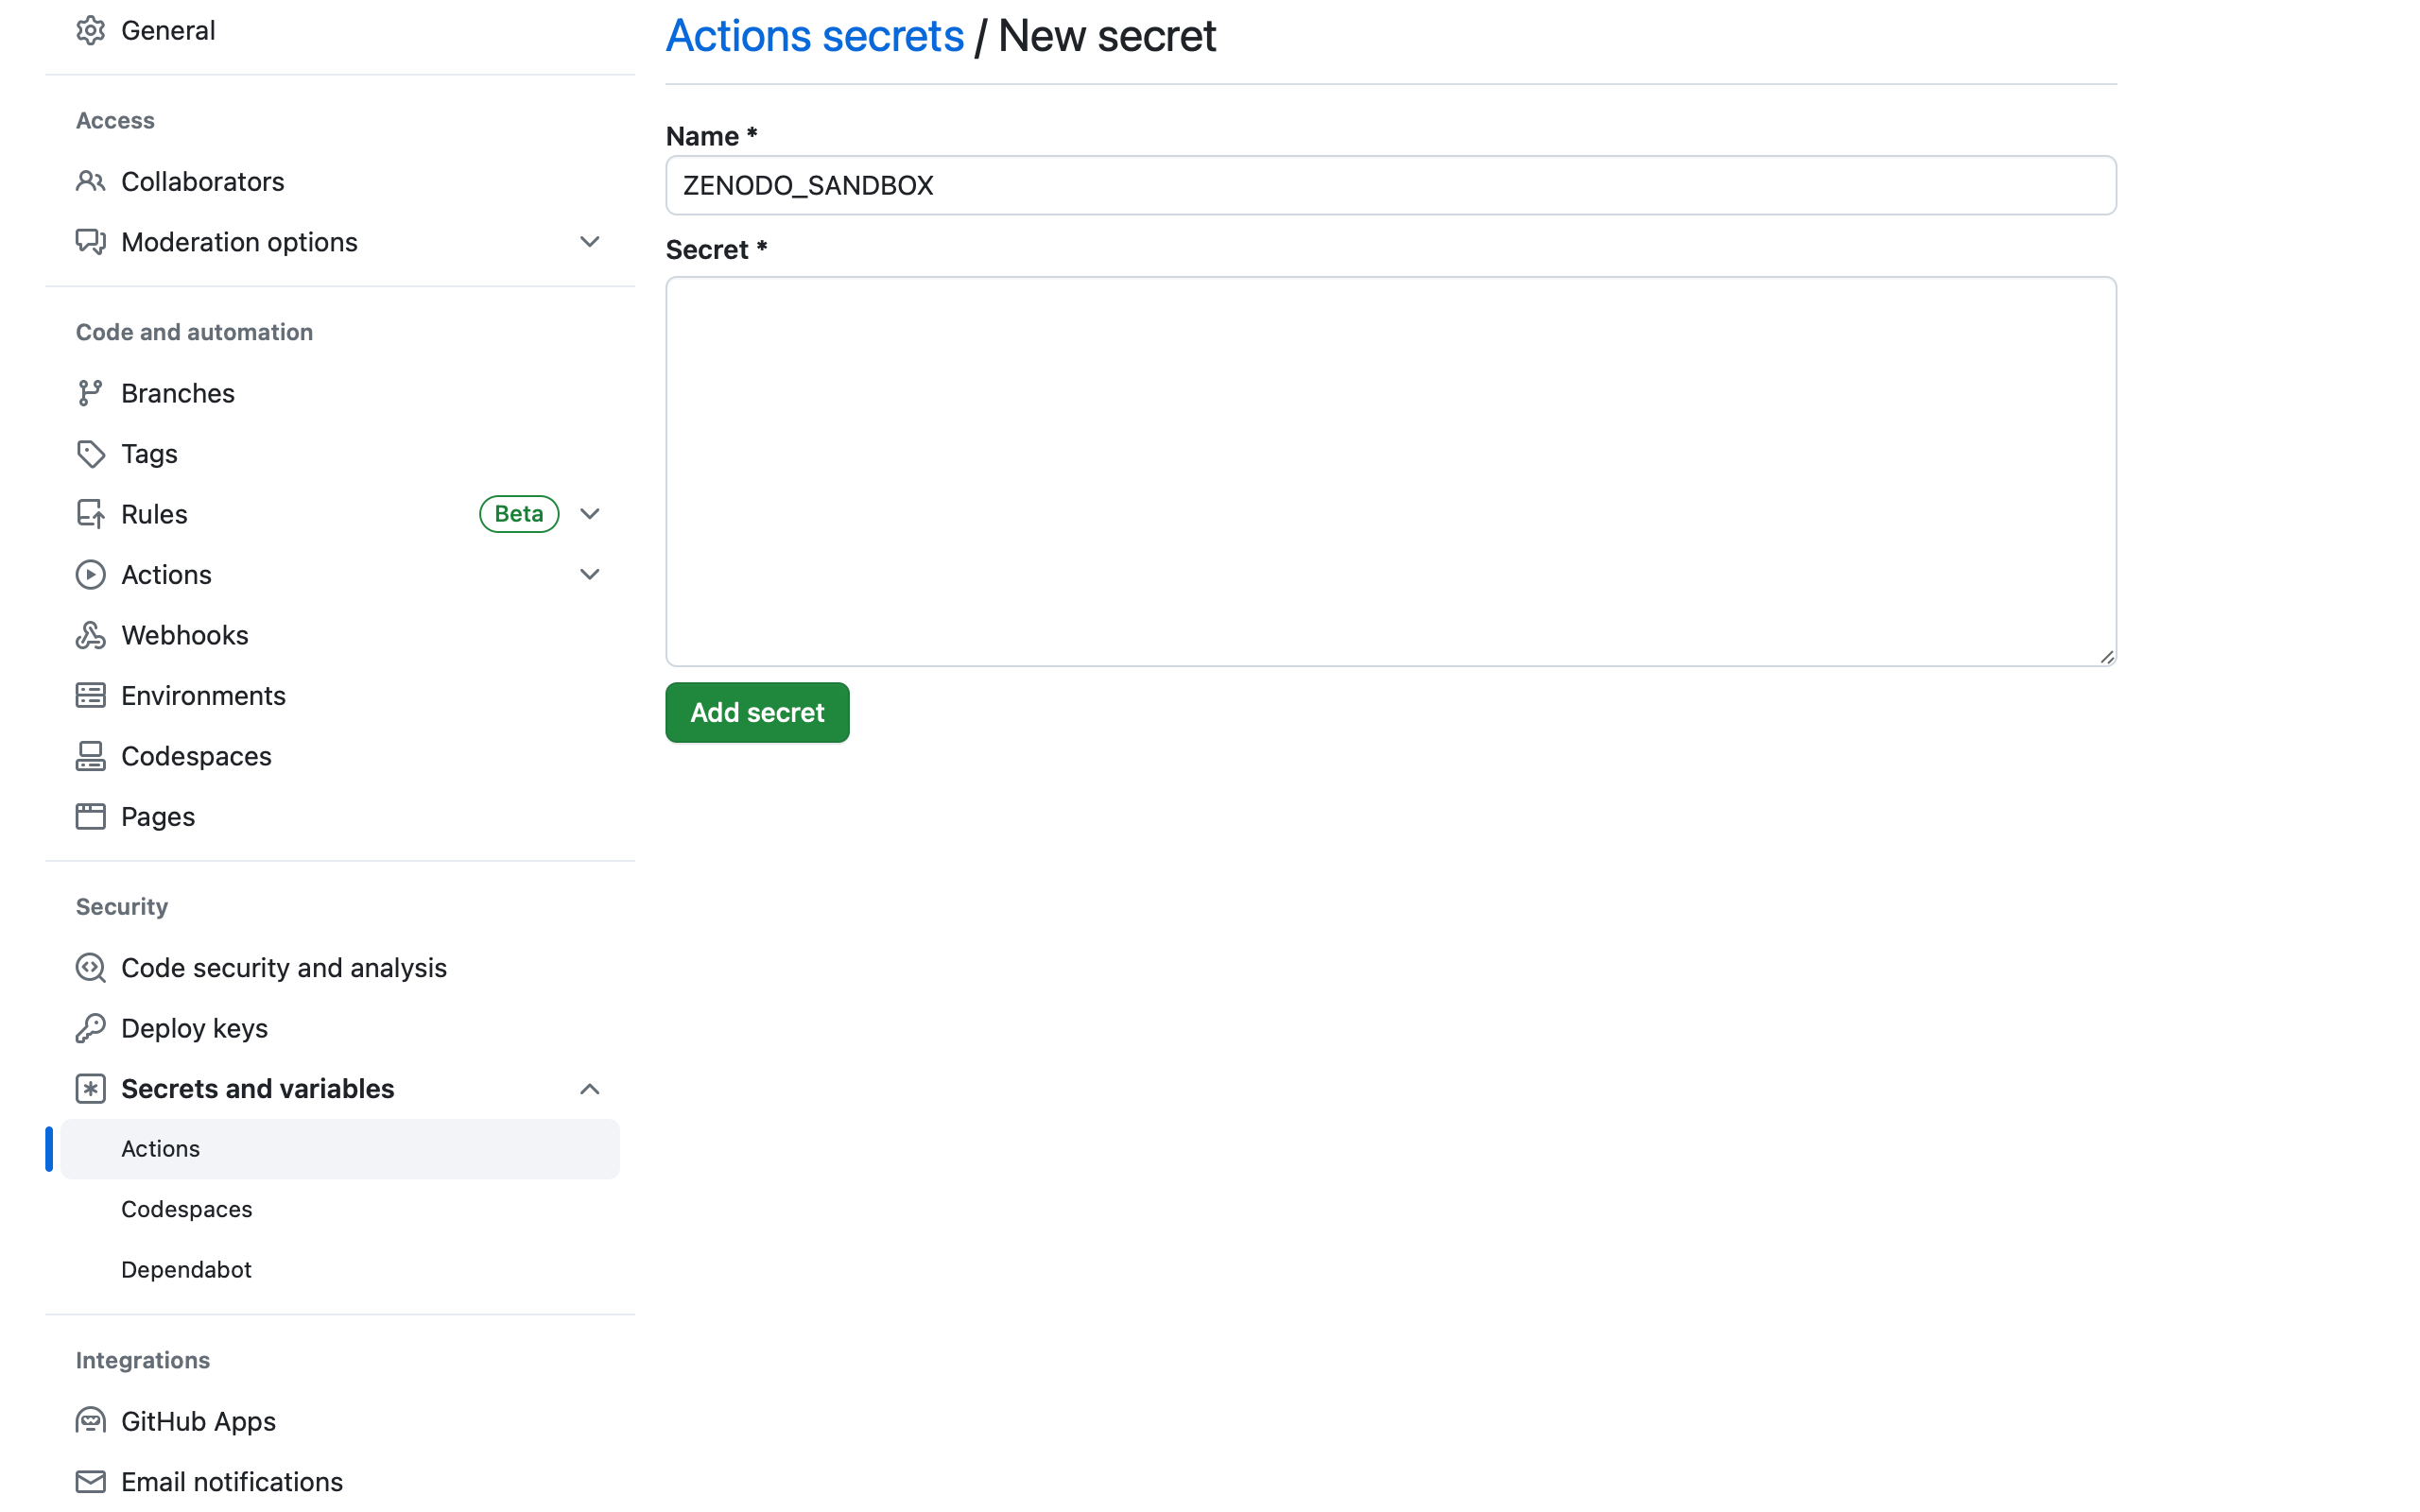 General
Access
Collaborators
Moderation options
Code and automation
Branches
Tags
Rules Beta
Actions
Webhooks
Environments
Codespaces
Pages
Security
Code security and analysis
Deploy keys
Secrets and variables
Actions
Codespaces
Dependabot
Integrations
GitHub Apps
Email notifications
Actions secrets / New secret
Name *
ZENODO_SANDBOX
Secret *
Add secret